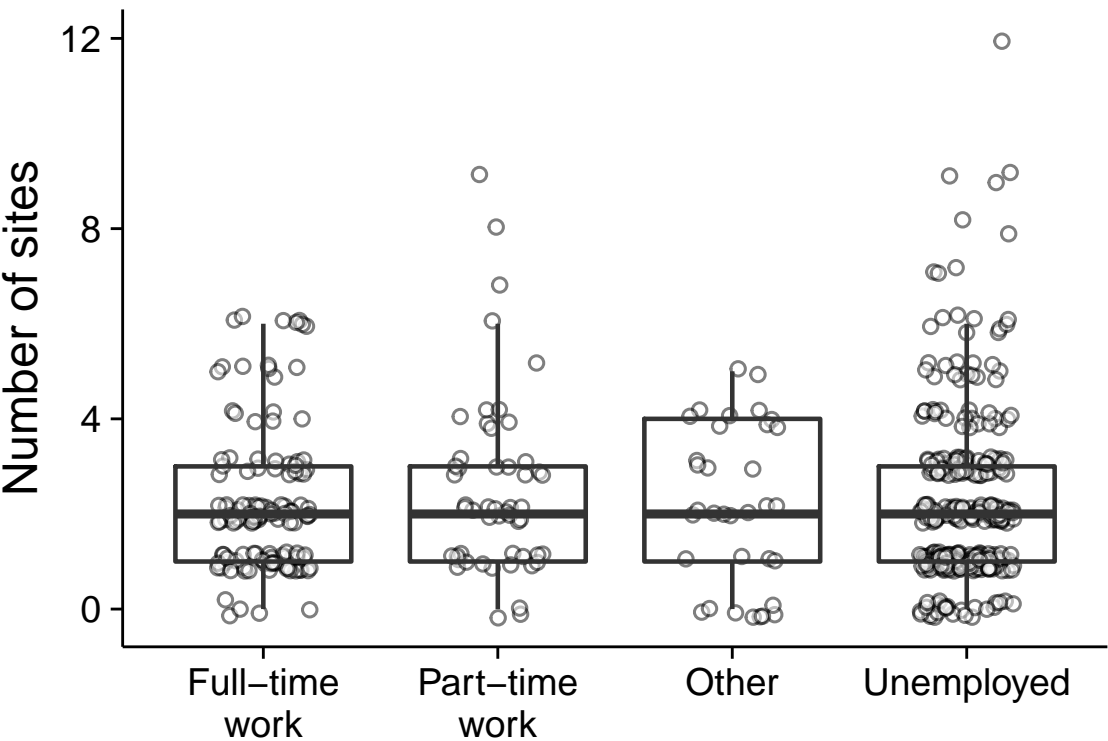 Number of sites
12
8
4
0
Full−time
work
Part−time
work
Other
Unemployed